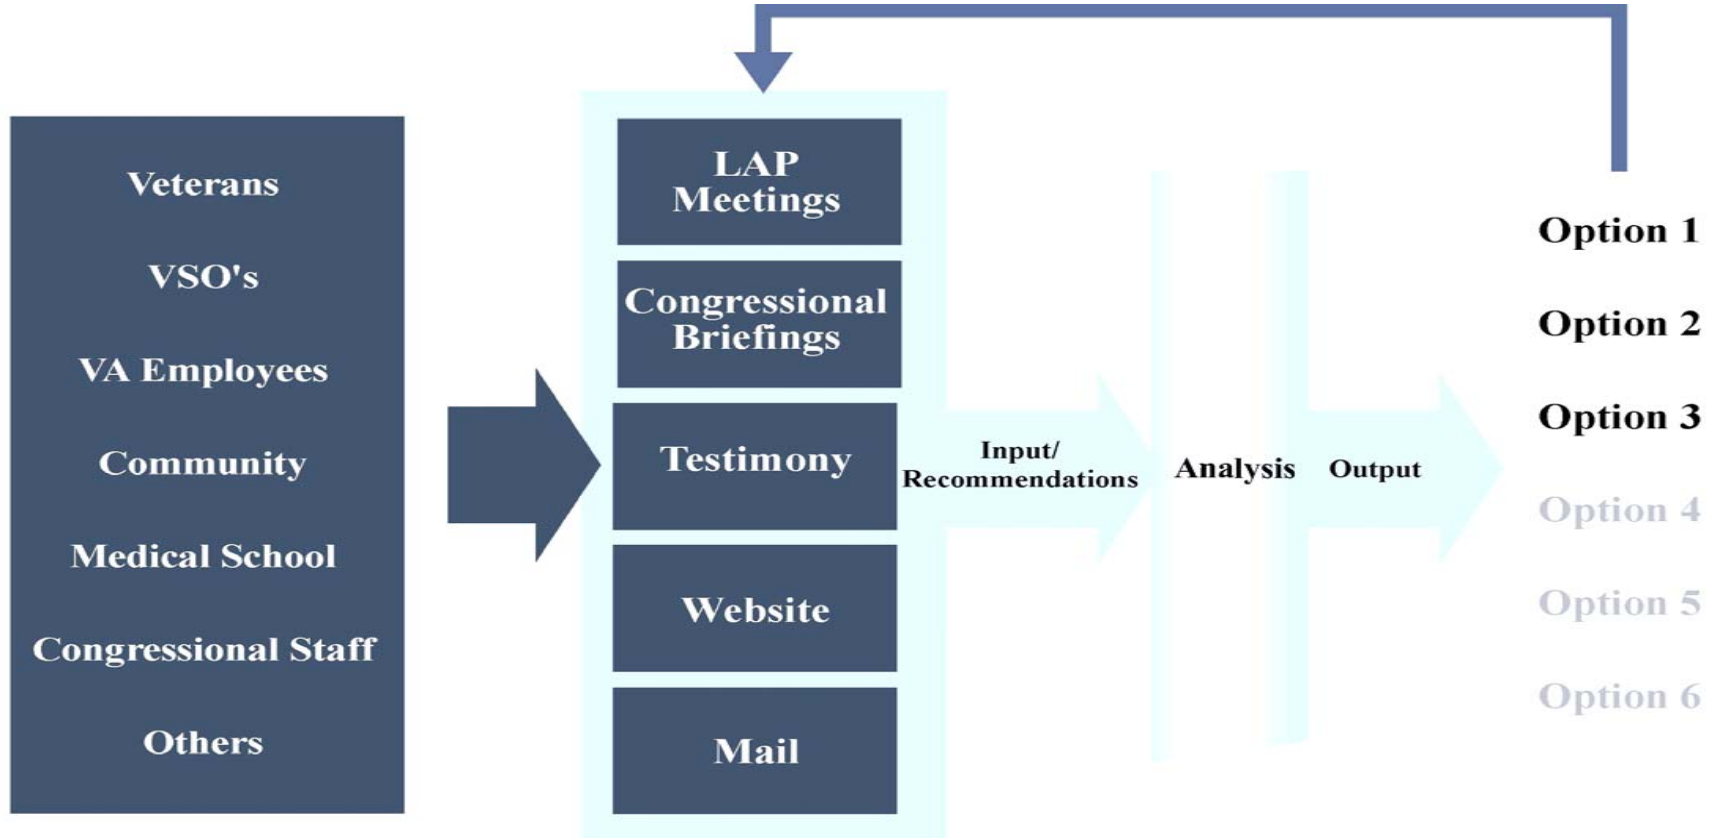 Veterans
VSO's
VA Employees
Community
Medical School
Congressional Staff
Others
LAP
Meetings
Congressional
Briefings
Testimony
Website
Mail
Input/
Recommendations
Analysis
Output
Option 1
Option 2
Option 3
Option 4
Option 5
Option 6